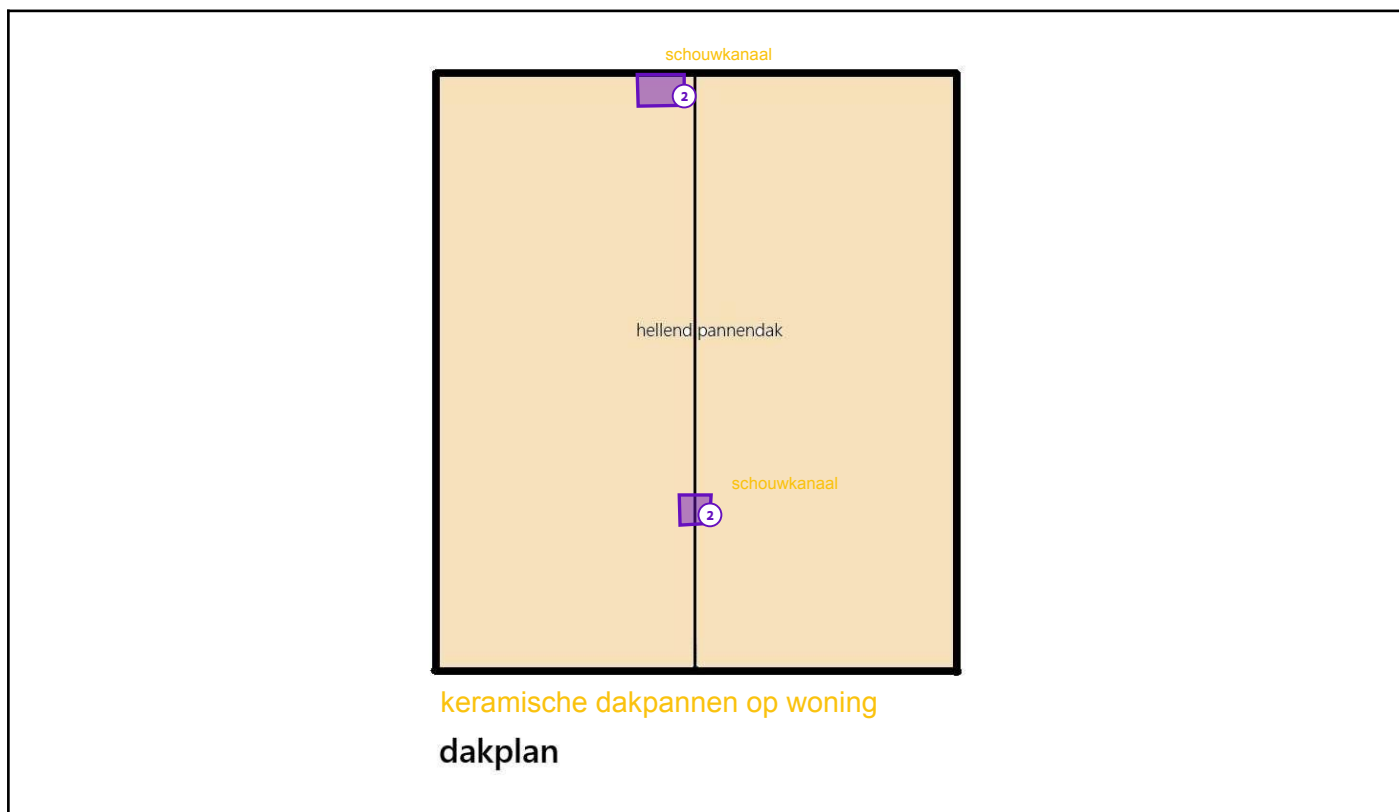 schouwkanaal
2
hellend pannendak
schouwkanaal
2
keramische dakpannen op woning
dakplan